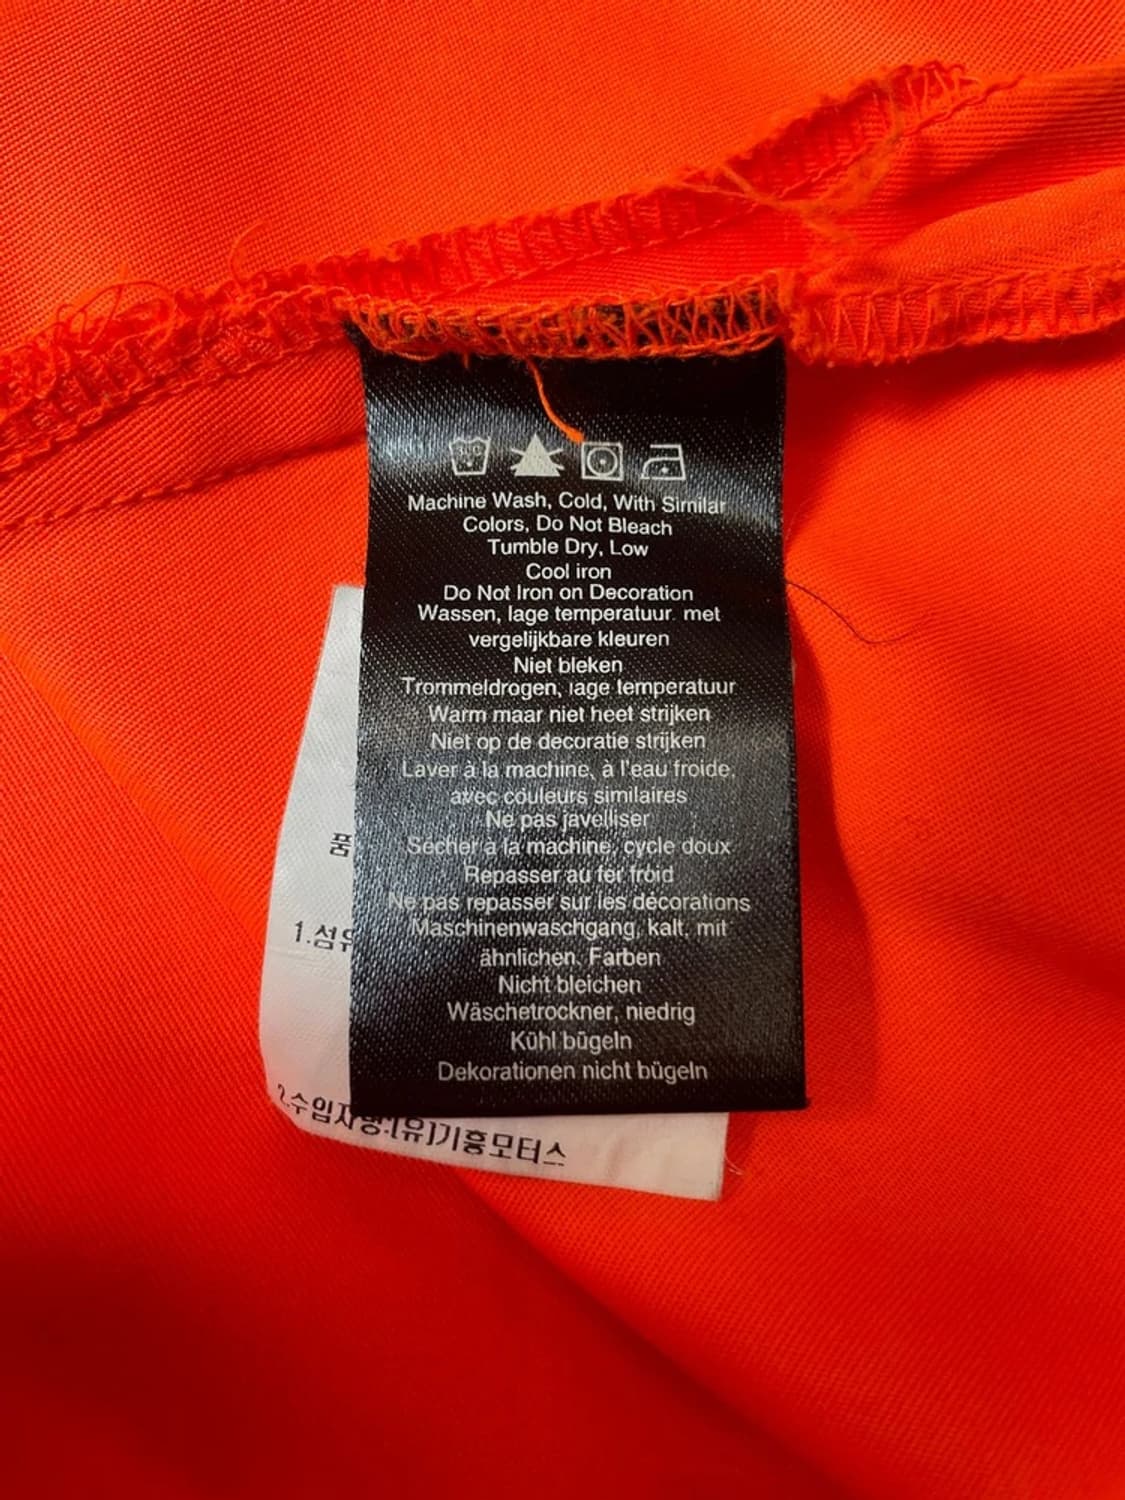 Machine Wash, Cold, With Similar
Colors, Do Not Bleach
Tumble Dry, Low
Cool iron
Do Not Iron on Decoration
Wassen, lage temperatuur met
vergelijkbare kleuren
Niet bleken
Trommeldrogen, lage temperatuur
Warm maar niet heet strijken
Niet op de decoratie strijken
Laver à la machine, à l'eau froide,
avec couleurs similaires
Ne pas javelliser
Sécher à la machine, cycle doux
Repasser au fer froid
Ne pas repasser sur les décorations
Maschinenwaschgang, kalt, mit
ähnlichen. Farben
Nicht bleichen
Wäschetrockner, niedrig
Kühl bügeln
Dekorationen nicht bügeln
품
1.섬유
2.수입자명:(유)기흥모터스